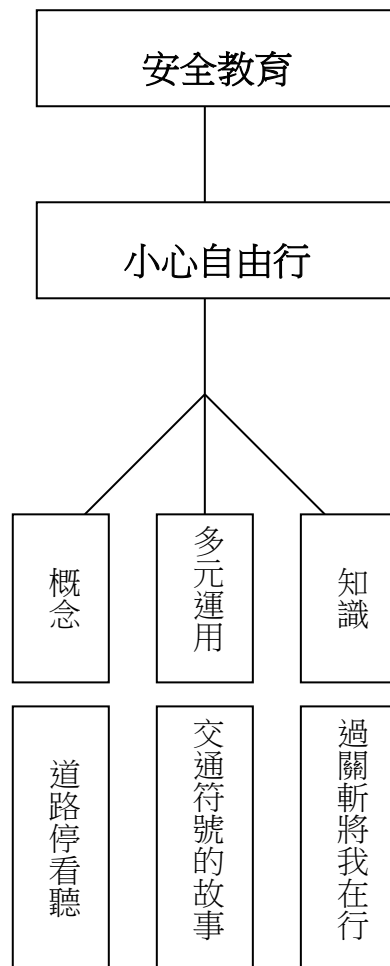 安全教育
小心自由行
概念
多元運用
知識
道路停看聽
交通符號的故事
過關斬將我在行